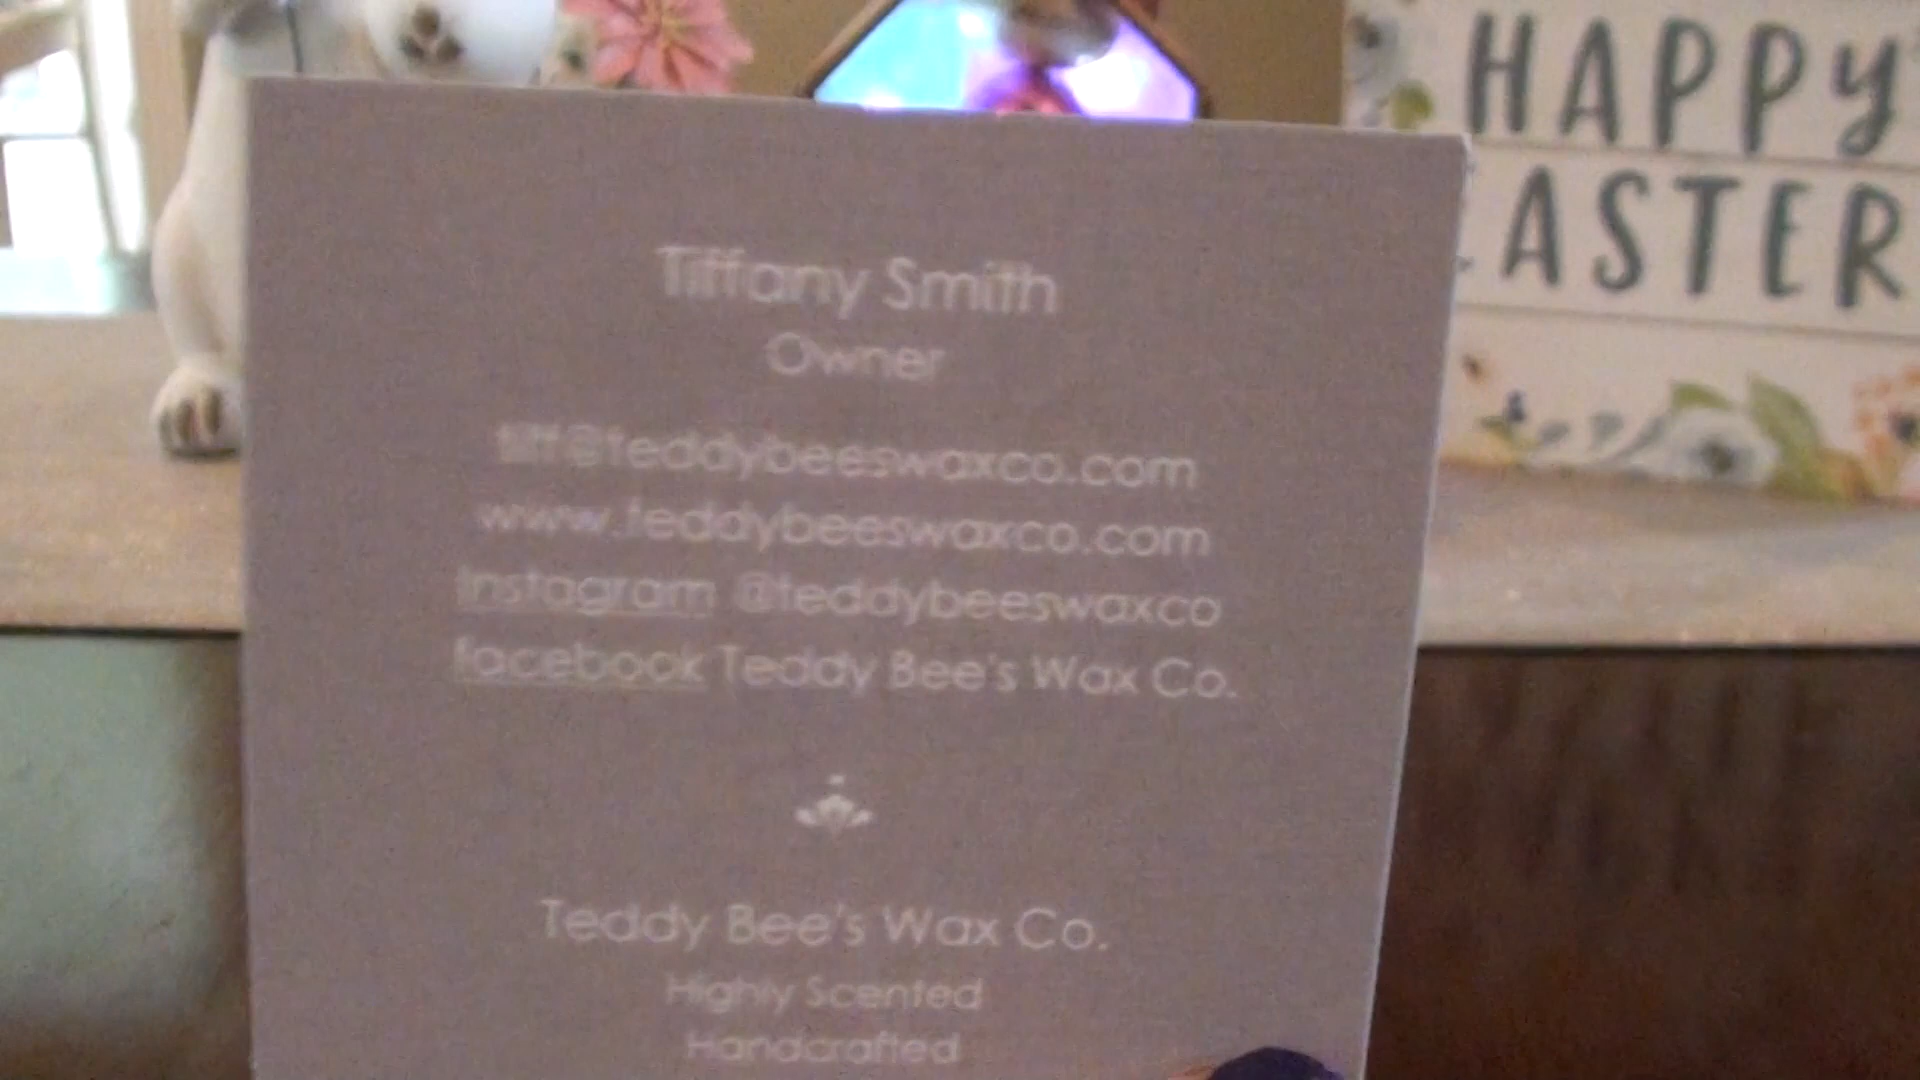 HAPPY
EASTER
Tiffany Smith
Owner
tiff@teddybeeswaxco.com
www.teddybeeswaxco.com
Instagram @teddybeeswaxco
facebook Teddy Bee's Wax Co.
Teddy Bee's Wax Co.
Highly Scented
Handcrafted